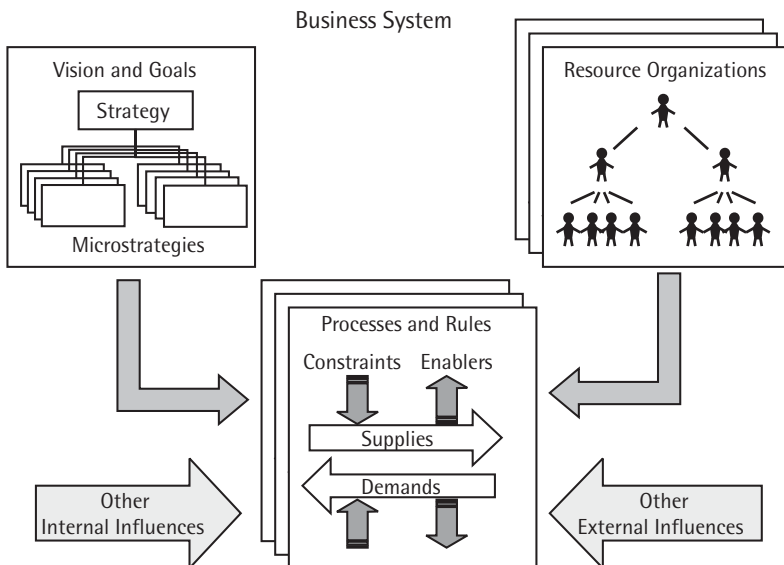 Business System
Vision and Goals
Strategy
Microstrategies
Resource Organizations
Processes and Rules
Constraints Enablers
Supplies
Demands
Other
Internal Influences
Other
External Influences